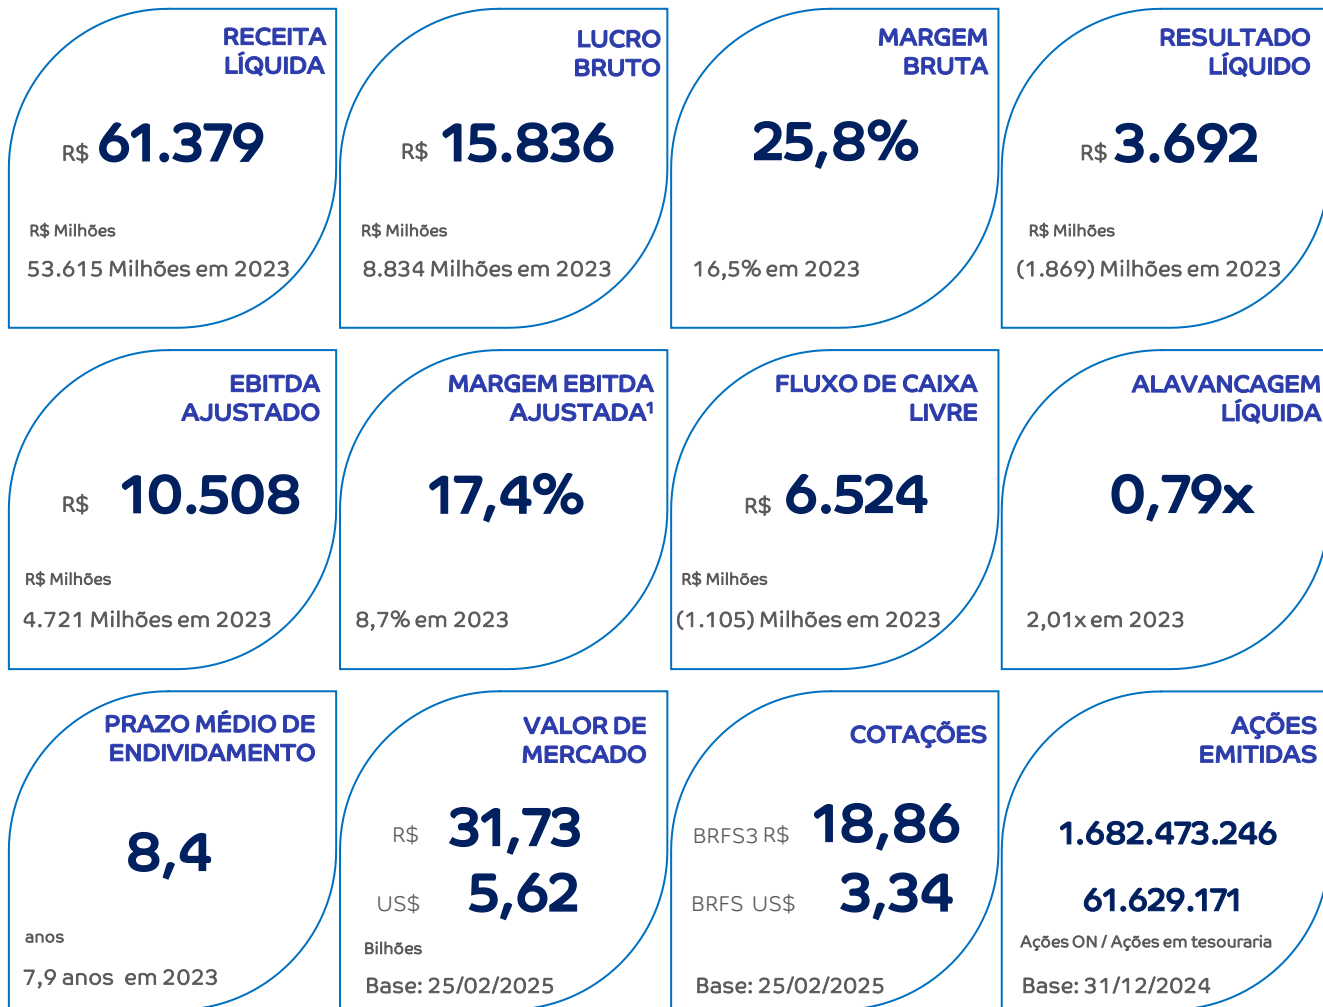 RECEITA
LÍQUIDA
R$ 61.379
R$ Milhões
53.615 Milhões em 2023
LUCRO
BRUTO
R$ 15.836
R$ Milhões
8.834 Milhões em 2023
MARGEM
BRUTA
25,8%
16,5% em 2023
RESULTADO
LÍQUIDO
R$ 3.692
R$ Milhões
(1.869) Milhões em 2023
EBITDA
AJUSTADO
R$ 10.508
R$ Milhões
4.721 Milhões em 2023
MARGEM EBITDA
AJUSTADA¹
17,4%
8,7% em 2023
FLUXO DE CAIXA
LIVRE
R$ 6.524
R$ Milhões
(1.105) Milhões em 2023
ALAVANCAGEM
LÍQUIDA
0,79x
2,01x em 2023
PRAZO MÉDIO DE
ENDIVIDAMENTO
8,4
anos
7,9 anos em 2023
VALOR DE
MERCADO
R$ 31,73
US$ 5,62
Bilhões
Base: 25/02/2025
COTAÇÕES
BRFS3 R$ 18,86
BRFS US$ 3,34
Base: 25/02/2025
AÇÕES
EMITIDAS
1.682.473.246
61.629.171
Ações ON / Ações em tesouraria
Base: 31/12/2024